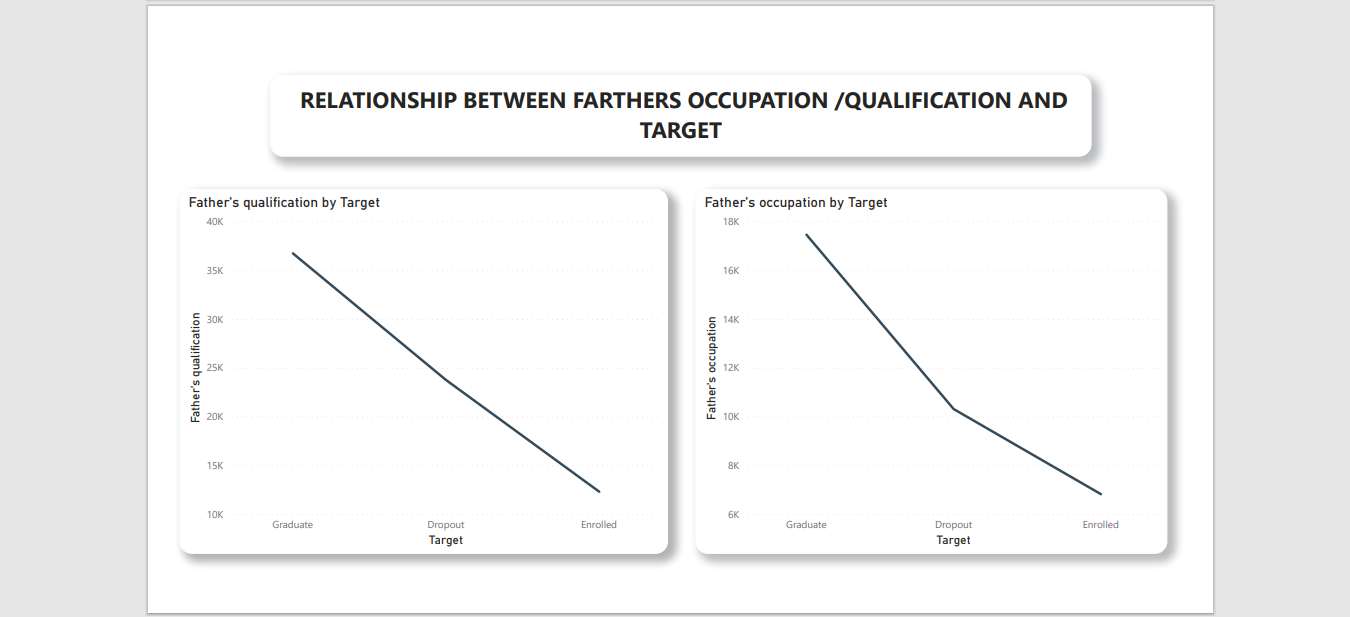 RELATIONSHIP BETWEEN FARTHERS OCCUPATION /QUALIFICATION AND
TARGET
Father's qualification by Target
40K
35K
30K
25K
20K
15K
10K
Father's qualification
Graduate Dropout Enrolled
Target
Father's occupation by Target
18K
16K
14K
12K
10K
8K
6K
Father's occupation
Graduate Dropout Enrolled
Target